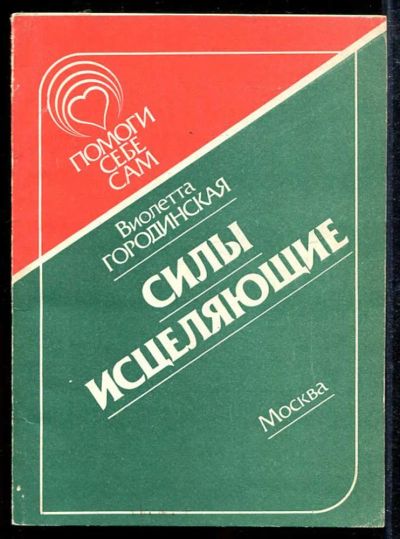 ПОМОГИ
СЕБЕ
САМ
Виолетта
ГОРОДИНСКАЯ
СИЛЫ
ИСЦЕЛЯЮЩИЕ
Москва